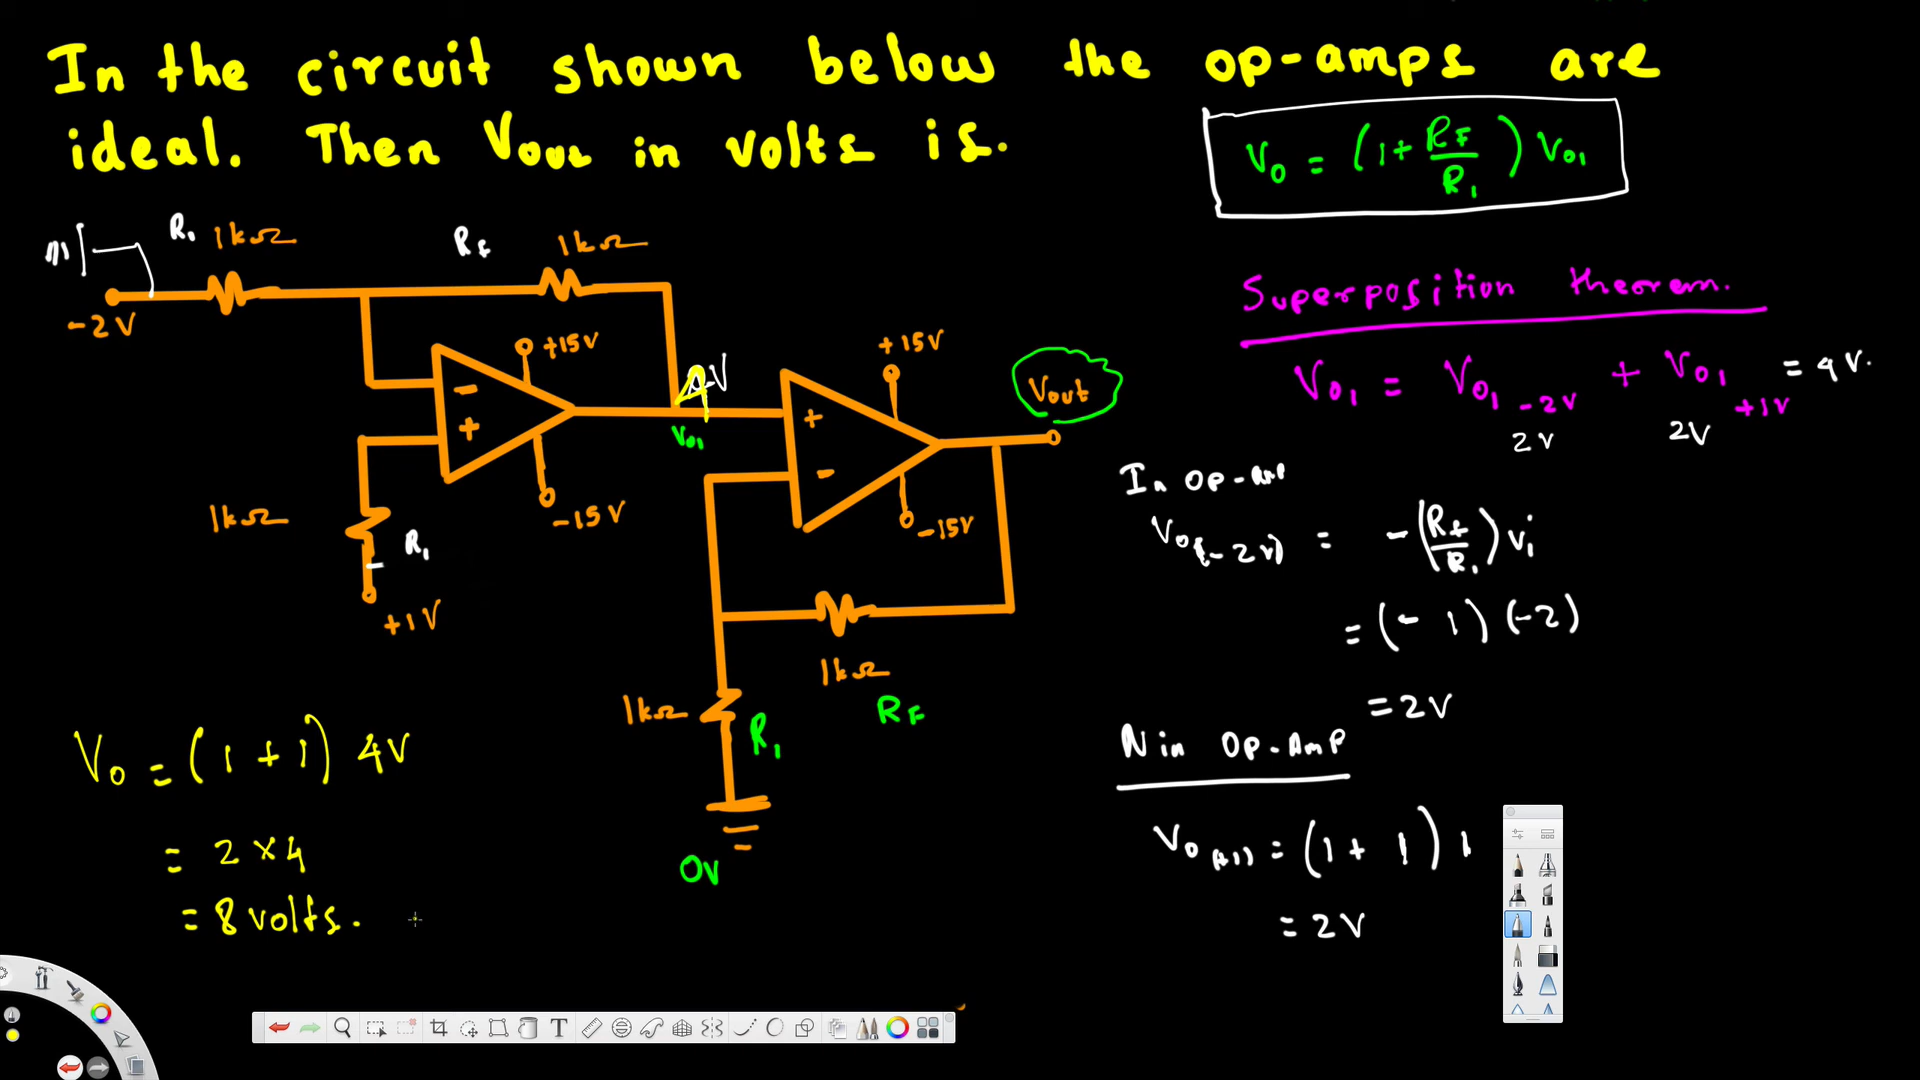 In the circuit shown below the op-amps are
ideal. Then Vout in volts is.
V0 = (1 + RF/R1) V01
R1 1kΩ
Rf 1kΩ
-2V
+15V
-15V
1kΩ
R1
+1V
4V
V01
+15V
-15V
Vout
1kΩ
RF
1kΩ
R1
0V
-
+
+
-
Superposition theorem.
V01 = V01 -2V + V01 +1V = 4V.
2V 2V
In Op-Amp
V0(-2V) = -(Rf/R1) Vi
= (-1) (-2)
= 2V
Nin Op-Amp
V0(+1) = (1 + 1) 1
= 2V
V0 = (1 + 1) 4V
= 2 × 4
= 8 volts.
T